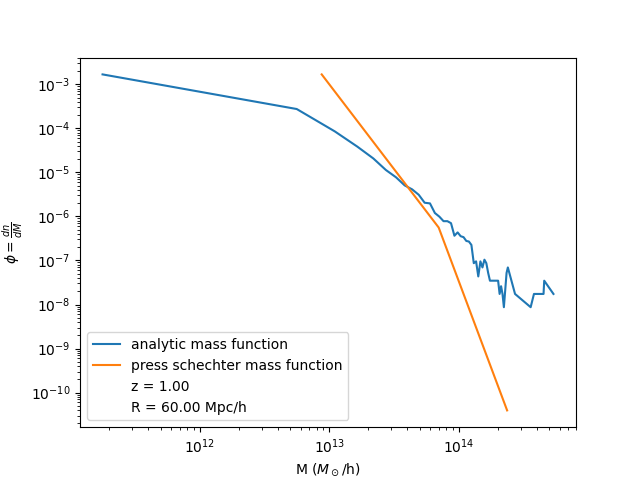 10⁻³
10⁻⁴
10⁻⁵
10⁻⁶
10⁻⁷
10⁻⁸
10⁻⁹
10⁻¹⁰
ϕ = dn/dM
analytic mass function
press schechter mass function
z = 1.00
R = 60.00 Mpc/h
10¹² 10¹³ 10¹⁴
M (M⊙/h)